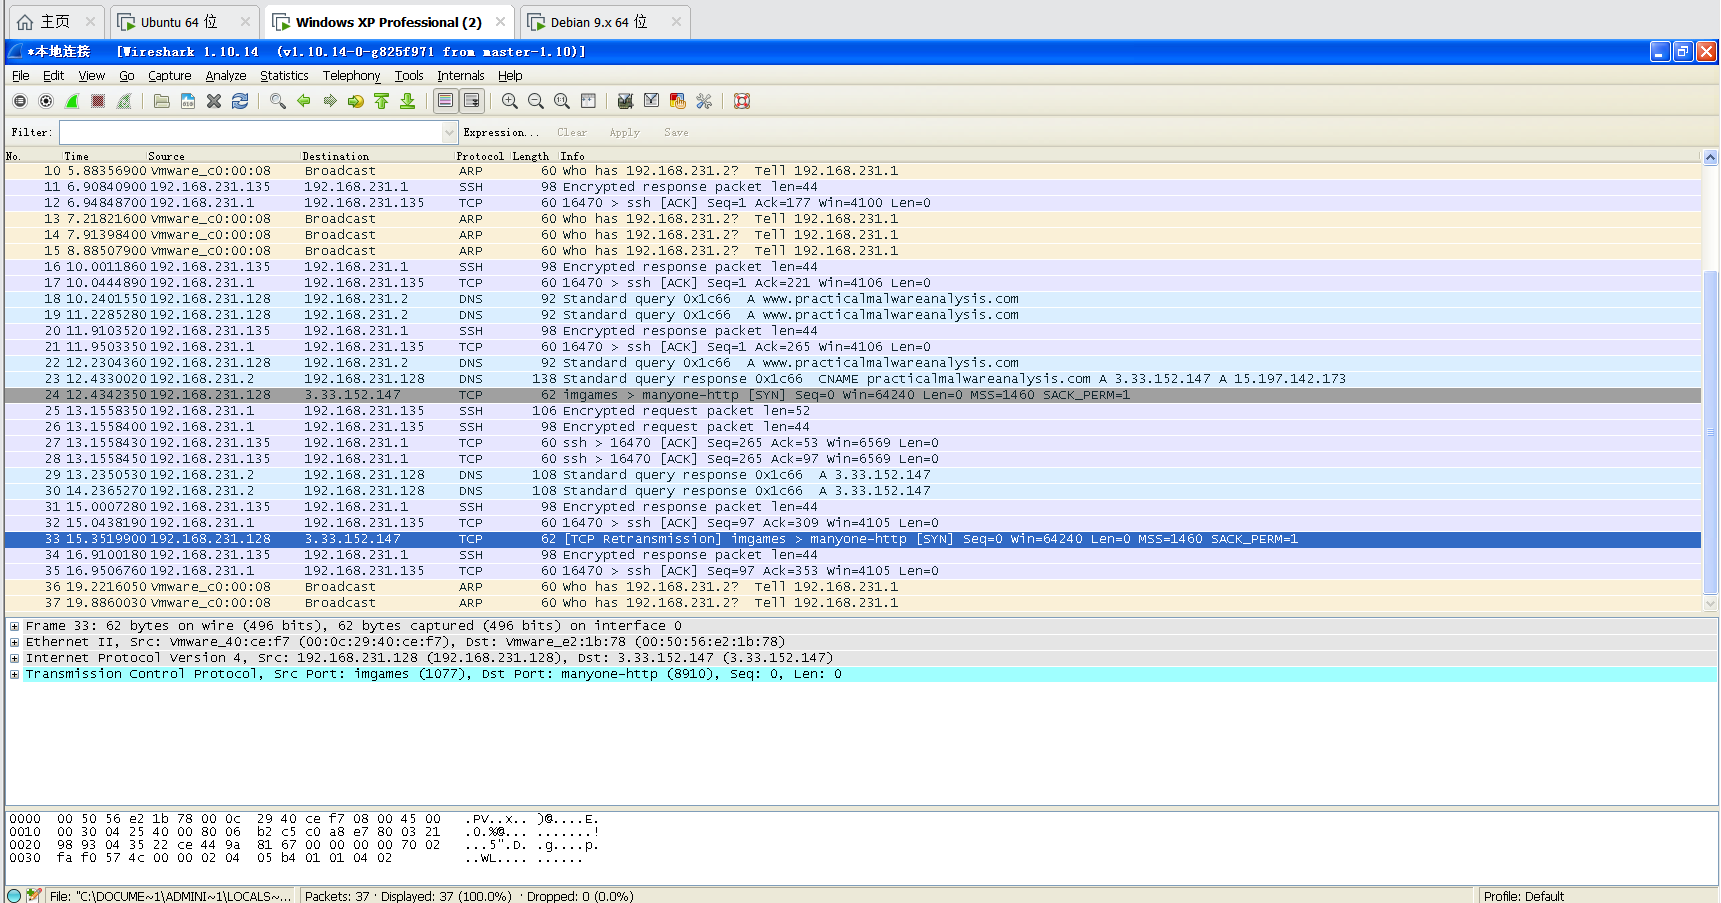 主页 Ubuntu 64 位 Windows XP Professional (2) Debian 9.x 64 位
*本地连接 [Wireshark 1.10.14 (v1.10.14-0-g825f971 from master-1.10)]
File Edit View Go Capture Analyze Statistics Telephony Tools Internals Help
Filter: Expression... Clear Apply Save
No. Time Source Destination Protocol Length Info
10 5.88356900 Vmware_c0:00:08 Broadcast ARP 60 Who has 192.168.231.2? Tell 192.168.231.1
11 6.90840900 192.168.231.135 192.168.231.1 SSH 98 Encrypted response packet len=44
12 6.94848700 192.168.231.1 192.168.231.135 TCP 60 16470 > ssh [ACK] Seq=1 Ack=177 Win=4100 Len=0
13 7.21821600 Vmware_c0:00:08 Broadcast ARP 60 Who has 192.168.231.2? Tell 192.168.231.1
14 7.91398400 Vmware_c0:00:08 Broadcast ARP 60 Who has 192.168.231.2? Tell 192.168.231.1
15 8.88507900 Vmware_c0:00:08 Broadcast ARP 60 Who has 192.168.231.2? Tell 192.168.231.1
16 10.0011860 192.168.231.135 192.168.231.1 SSH 98 Encrypted response packet len=44
17 10.0444890 192.168.231.1 192.168.231.135 TCP 60 16470 > ssh [ACK] Seq=1 Ack=221 Win=4106 Len=0
18 10.2401550 192.168.231.128 192.168.231.2 DNS 92 Standard query 0x1c66 A www.practicalmalwareanalysis.com
19 11.2285280 192.168.231.128 192.168.231.2 DNS 92 Standard query 0x1c66 A www.practicalmalwareanalysis.com
20 11.9103520 192.168.231.135 192.168.231.1 SSH 98 Encrypted response packet len=44
21 11.9503350 192.168.231.1 192.168.231.135 TCP 60 16470 > ssh [ACK] Seq=1 Ack=265 Win=4106 Len=0
22 12.2304360 192.168.231.128 192.168.231.2 DNS 92 Standard query 0x1c66 A www.practicalmalwareanalysis.com
23 12.4330020 192.168.231.2 192.168.231.128 DNS 138 Standard query response 0x1c66 CNAME practicalmalwareanalysis.com A 3.33.152.147 A 15.197.142.173
24 12.4342350 192.168.231.128 3.33.152.147 TCP 62 imgames > manyone-http [SYN] Seq=0 Win=64240 Len=0 MSS=1460 SACK_PERM=1
25 13.1558350 192.168.231.1 192.168.231.135 SSH 106 Encrypted request packet len=52
26 13.1558400 192.168.231.1 192.168.231.135 SSH 98 Encrypted request packet len=44
27 13.1558430 192.168.231.135 192.168.231.1 TCP 60 ssh > 16470 [ACK] Seq=265 Ack=53 Win=6569 Len=0
28 13.1558450 192.168.231.135 192.168.231.1 TCP 60 ssh > 16470 [ACK] Seq=265 Ack=97 Win=6569 Len=0
29 13.2350530 192.168.231.2 192.168.231.128 DNS 108 Standard query response 0x1c66 A 3.33.152.147
30 14.2365270 192.168.231.2 192.168.231.128 DNS 108 Standard query response 0x1c66 A 3.33.152.147
31 15.0007280 192.168.231.135 192.168.231.1 SSH 98 Encrypted response packet len=44
32 15.0438190 192.168.231.1 192.168.231.135 TCP 60 16470 > ssh [ACK] Seq=97 Ack=309 Win=4105 Len=0
33 15.3519900 192.168.231.128 3.33.152.147 TCP 62 [TCP Retransmission] imgames > manyone-http [SYN] Seq=0 Win=64240 Len=0 MSS=1460 SACK_PERM=1
34 16.9100180 192.168.231.135 192.168.231.1 SSH 98 Encrypted response packet len=44
35 16.9506760 192.168.231.1 192.168.231.135 TCP 60 16470 > ssh [ACK] Seq=97 Ack=353 Win=4105 Len=0
36 19.2216050 Vmware_c0:00:08 Broadcast ARP 60 Who has 192.168.231.2? Tell 192.168.231.1
37 19.8860030 Vmware_c0:00:08 Broadcast ARP 60 Who has 192.168.231.2? Tell 192.168.231.1
Frame 33: 62 bytes on wire (496 bits), 62 bytes captured (496 bits) on interface 0
Ethernet II, Src: Vmware_40:ce:f7 (00:0c:29:40:ce:f7), Dst: Vmware_e2:1b:78 (00:50:56:e2:1b:78)
Internet Protocol Version 4, Src: 192.168.231.128 (192.168.231.128), Dst: 3.33.152.147 (3.33.152.147)
Transmission Control Protocol, Src Port: imgames (1077), Dst Port: manyone-http (8910), Seq: 0, Len: 0
0000 00 50 56 e2 1b 78 00 0c 29 40 ce f7 08 00 45 00 .PV..x.. )@....E.
0010 00 30 04 25 40 00 80 06 b2 c5 c0 a8 e7 80 03 21 .0.%@... .......!
0020 98 93 04 35 22 ce 44 9a 81 67 00 00 00 00 70 02 ...5".D. .g....p.
0030 fa f0 57 4c 00 00 02 04 05 b4 01 01 04 02 ..WL.... ......
File: "C:\DOCUME~1\ADMINI~1\LOCALS~... Packets: 37 · Displayed: 37 (100.0%) · Dropped: 0 (0.0%) Profile: Default